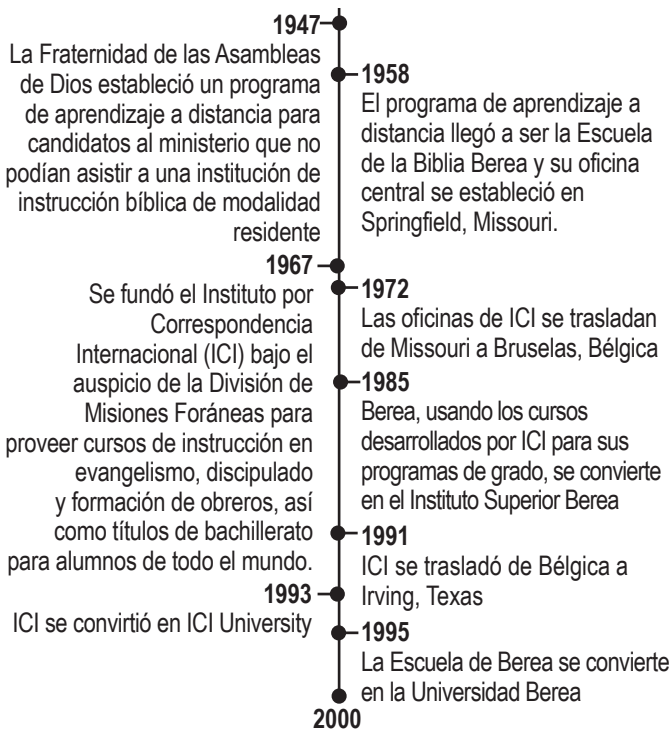 1947
La Fraternidad de las Asambleas
de Dios estableció un programa
de aprendizaje a distancia para
candidatos al ministerio que no
podían asistir a una institución de
instrucción bíblica de modalidad
residente
1958
El programa de aprendizaje a
distancia llegó a ser la Escuela
de la Biblia Berea y su oficina
central se estableció en
Springfield, Missouri.
1967
Se fundó el Instituto por
Correspondencia
Internacional (ICI) bajo el
auspicio de la División de
Misiones Foráneas para
proveer cursos de instrucción en
evangelismo, discipulado
y formación de obreros, así
como títulos de bachillerato
para alumnos de todo el mundo.
1972
Las oficinas de ICI se trasladan
de Missouri a Bruselas, Bélgica
1985
Berea, usando los cursos
desarrollados por ICI para sus
programas de grado, se convierte
en el Instituto Superior Berea
1991
ICI se trasladó de Bélgica a
Irving, Texas
1993
ICI se convirtió en ICI University
1995
La Escuela de Berea se convierte
en la Universidad Berea
2000